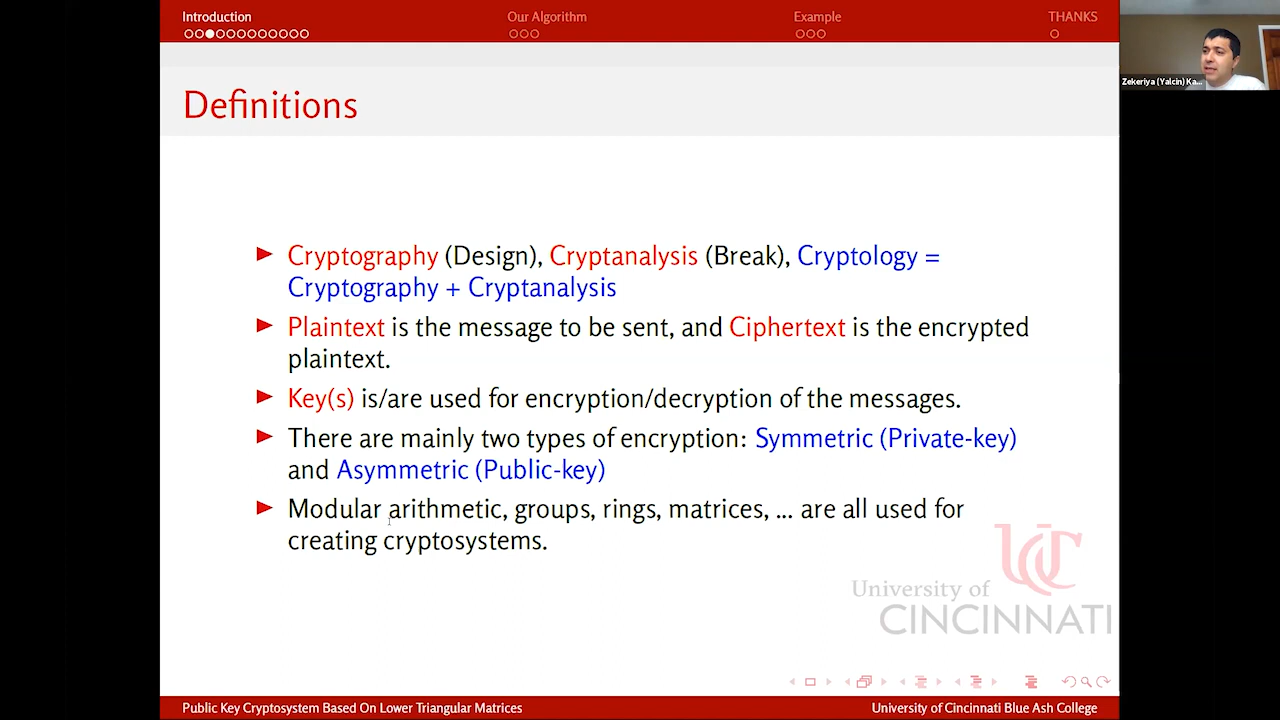 Introduction
Our Algorithm
Example
THANKS
Zekeriya (Yalcin) Ka...
Definitions
Cryptography (Design), Cryptanalysis (Break), Cryptology =
Cryptography + Cryptanalysis
Plaintext is the message to be sent, and Ciphertext is the encrypted
plaintext.
Key(s) is/are used for encryption/decryption of the messages.
There are mainly two types of encryption: Symmetric (Private-key)
and Asymmetric (Public-key)
Modular arithmetic, groups, rings, matrices, ... are all used for
creating cryptosystems.
UC
University of
CINCINNATI
Public Key Cryptosystem Based On Lower Triangular Matrices
University of Cincinnati Blue Ash College